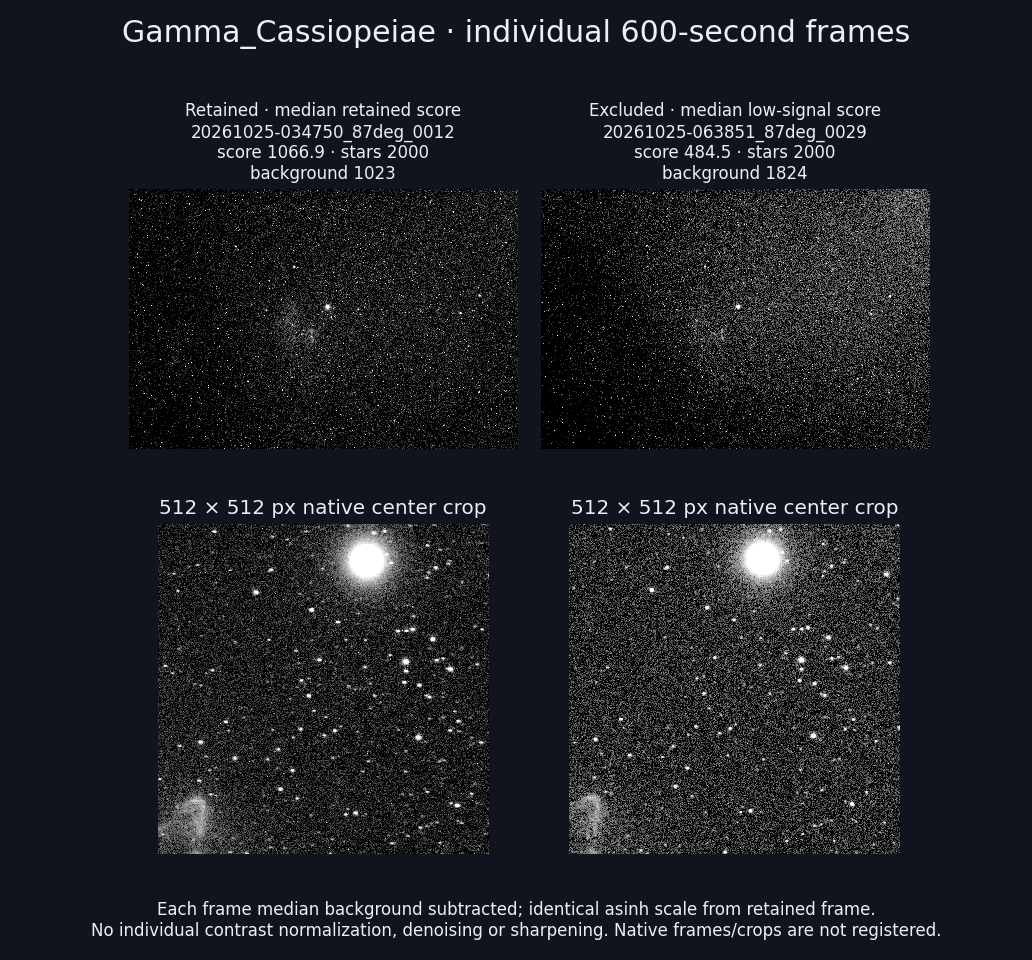 Gamma_Cassiopeiae · individual 600-second frames
Retained · median retained score
20261025-034750_87deg_0012
score 1066.9 · stars 2000
background 1023
Excluded · median low-signal score
20261025-063851_87deg_0029
score 484.5 · stars 2000
background 1824
512 × 512 px native center crop
512 × 512 px native center crop
Each frame median background subtracted; identical asinh scale from retained frame.
No individual contrast normalization, denoising or sharpening. Native frames/crops are not registered.